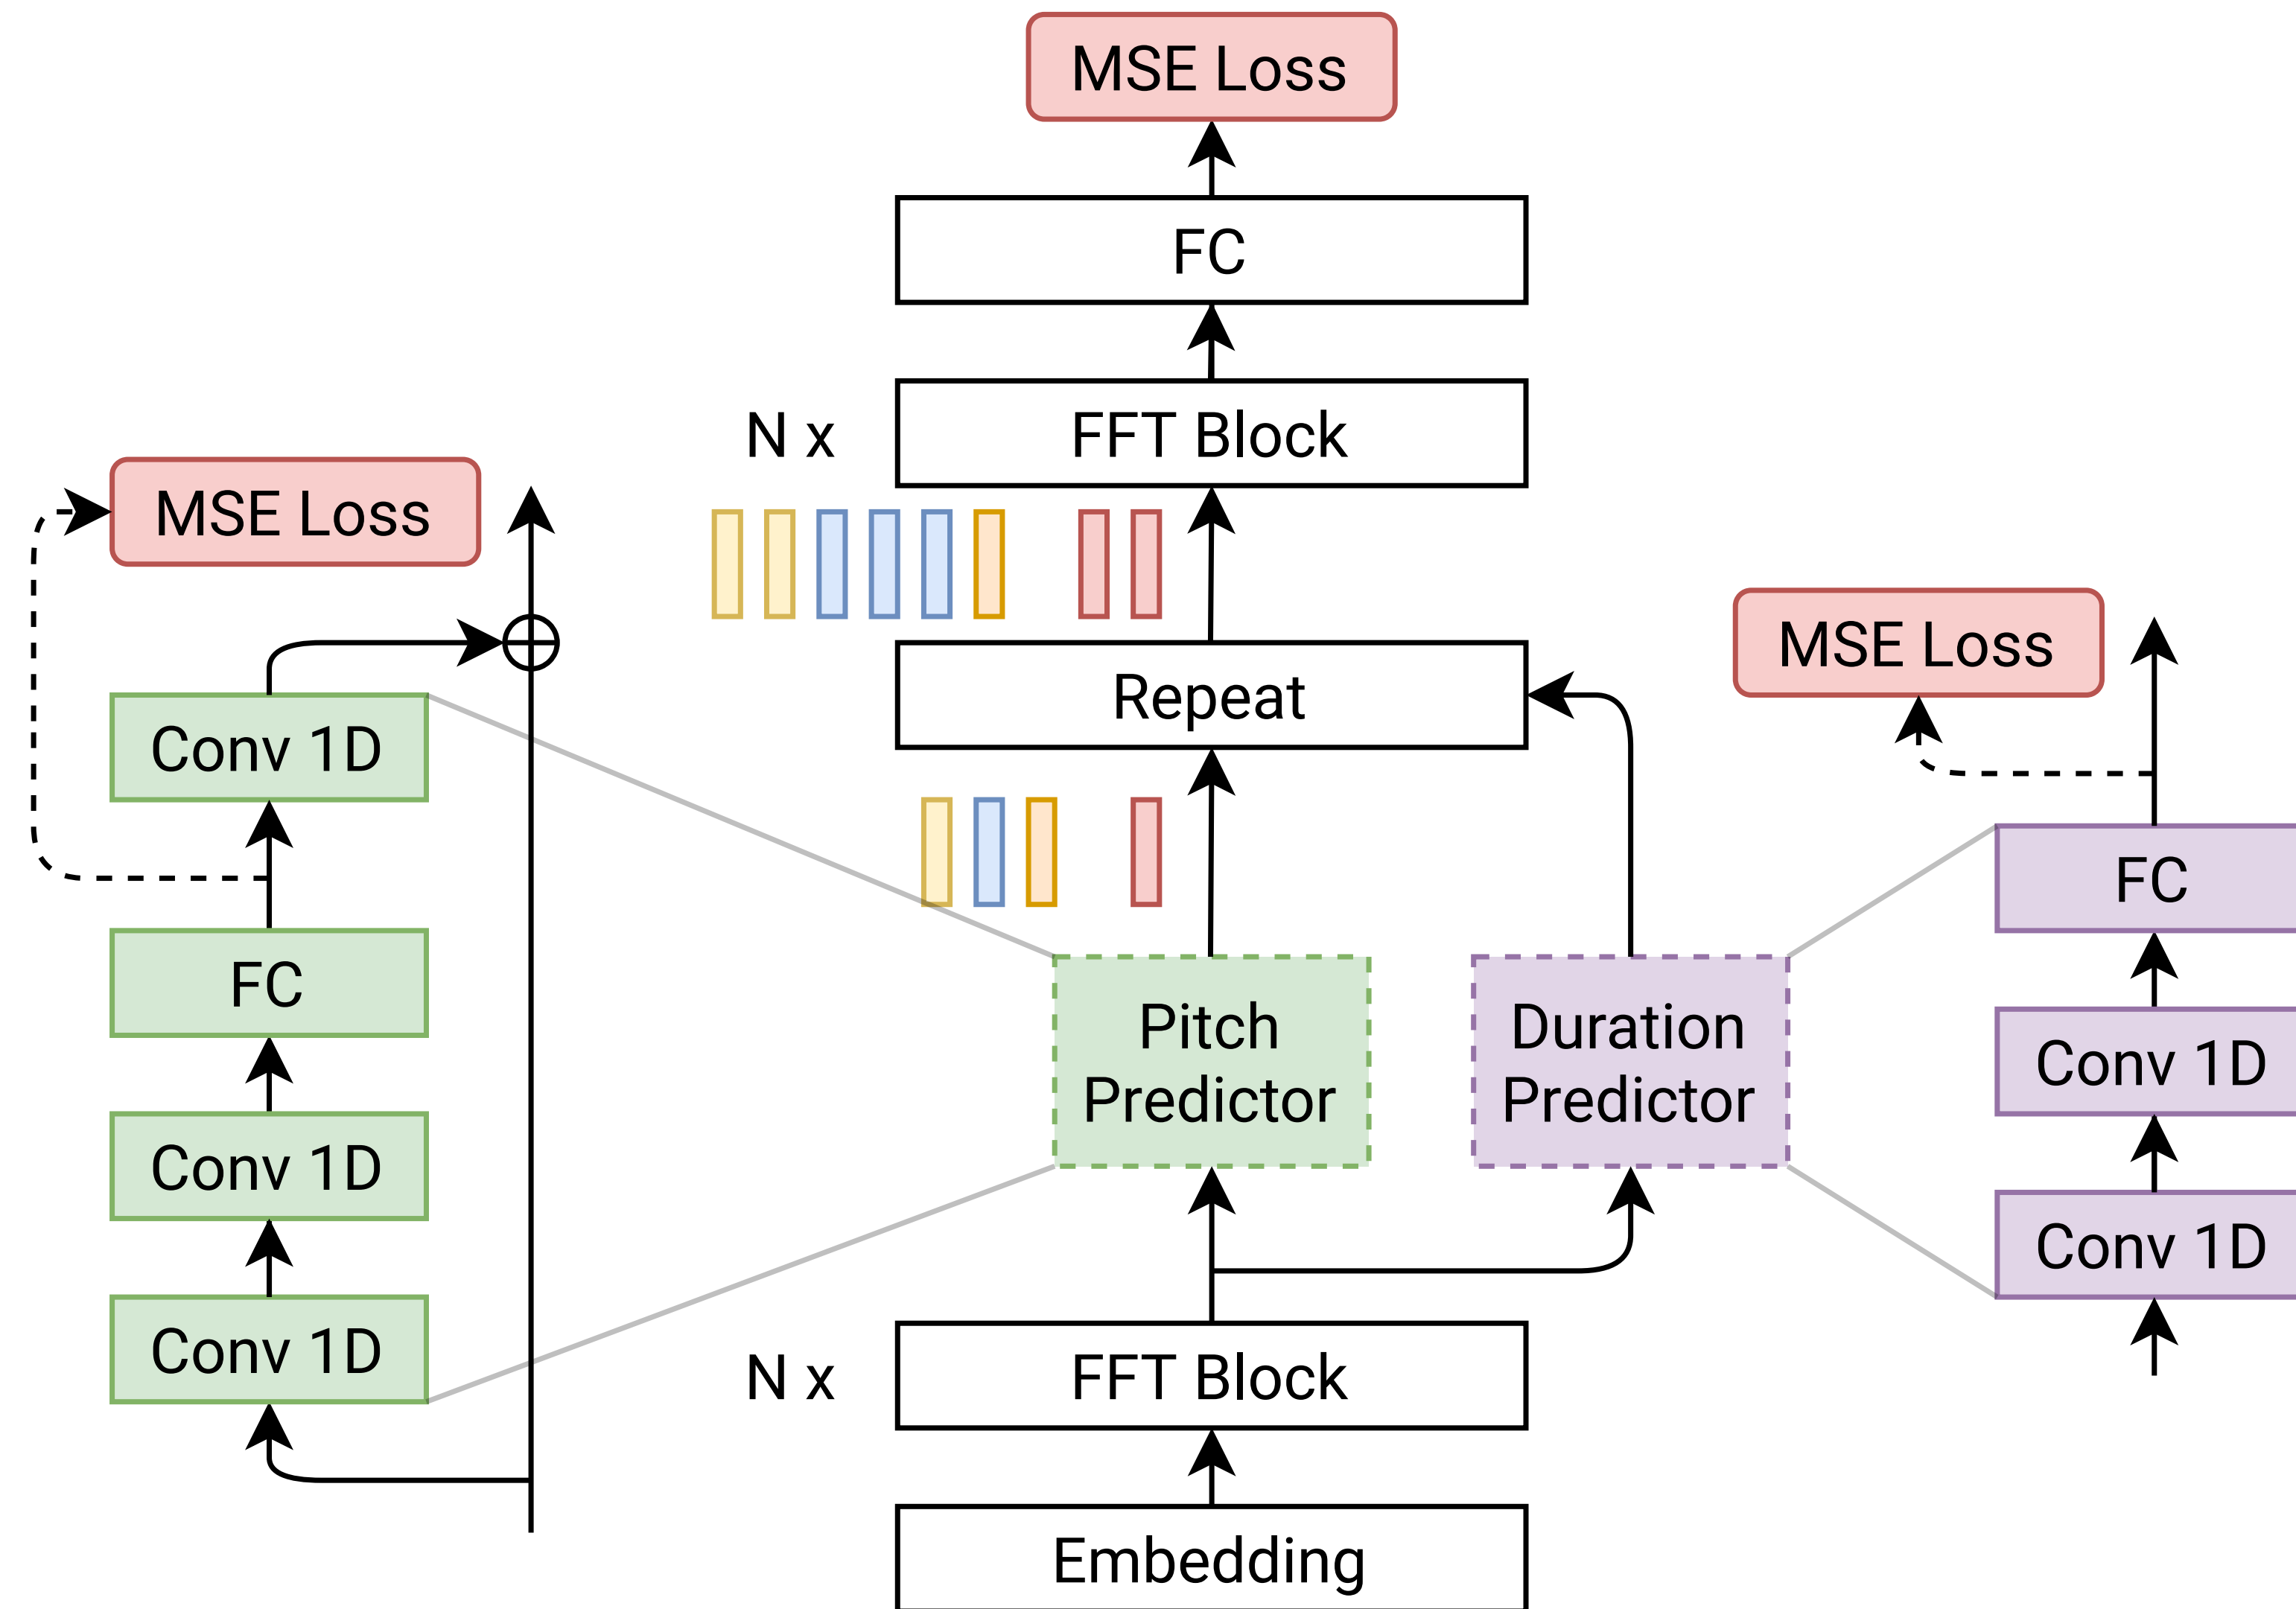 MSE Loss
FC
N x
FFT Block
MSE Loss
Conv 1D
FC
Conv 1D
Conv 1D
Repeat
Pitch
Predictor
Duration
Predictor
N x
FFT Block
Embedding
MSE Loss
FC
Conv 1D
Conv 1D